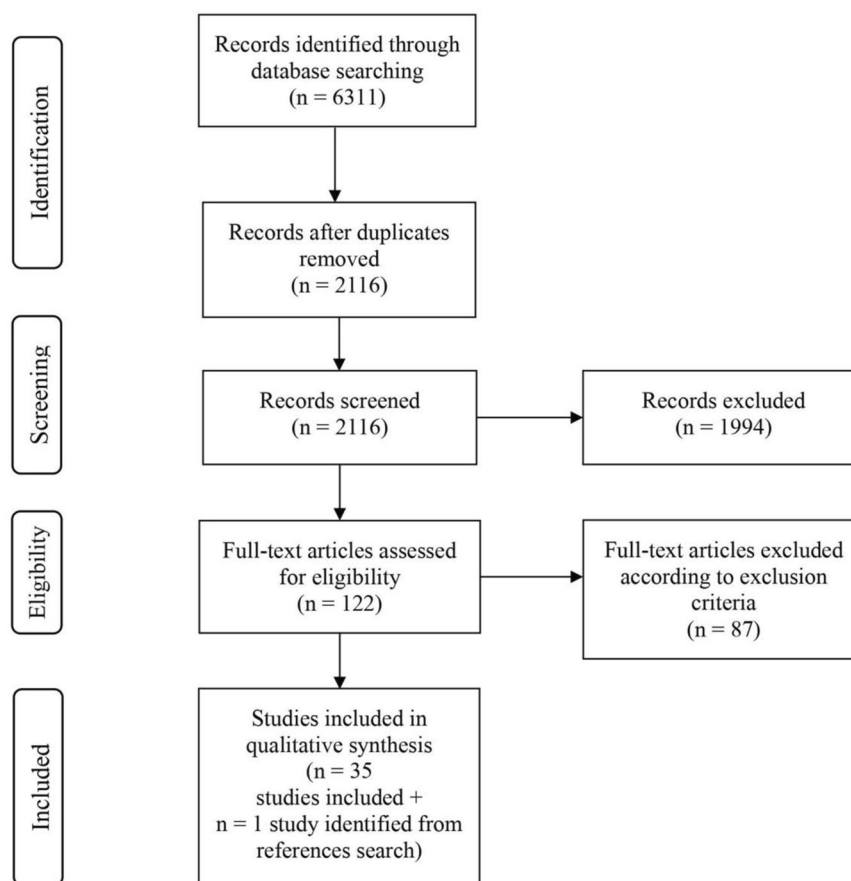 Identification
Records identified through
database searching
(n = 6311)
Records after duplicates
removed
(n = 2116)
Screening
Records screened
(n = 2116)
Records excluded
(n = 1994)
Eligibility
Full-text articles assessed
for eligibility
(n = 122)
Full-text articles excluded
according to exclusion
criteria
(n = 87)
Included
Studies included in
qualitative synthesis
(n = 35
studies included +
n = 1 study identified from
references search)